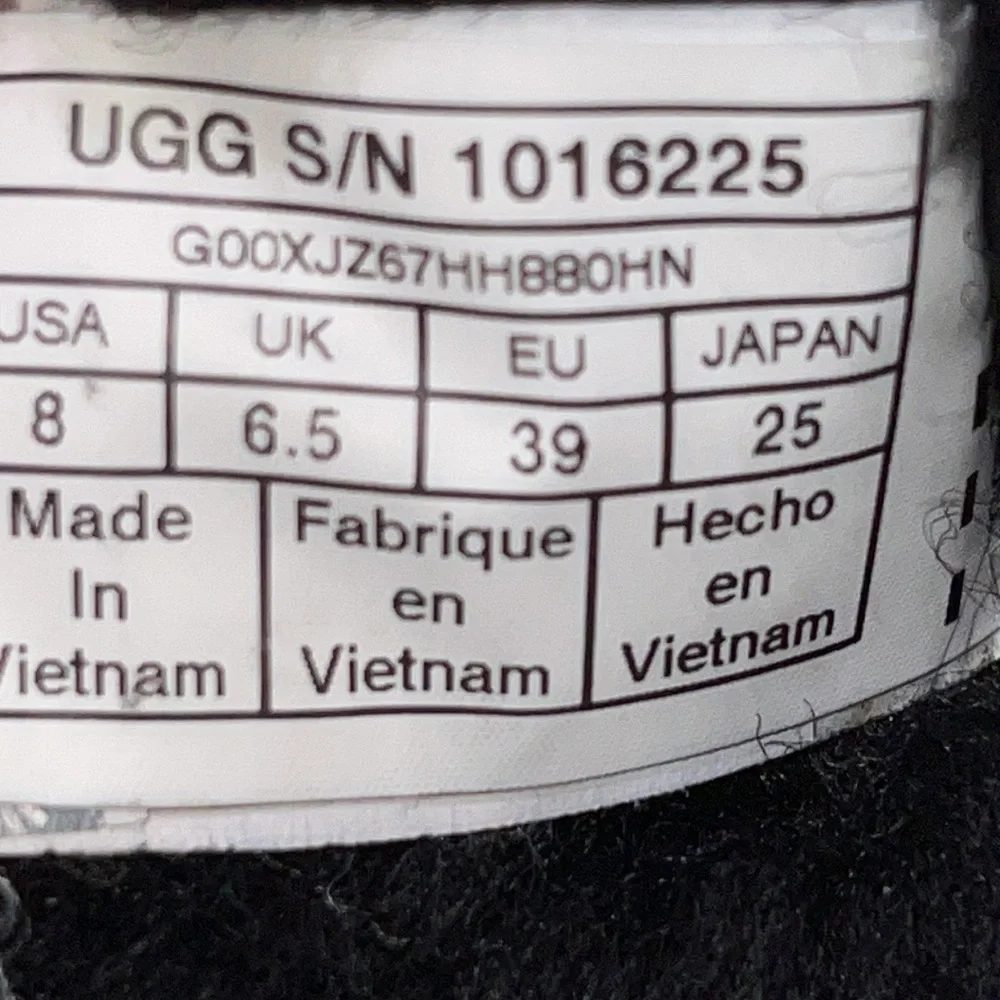 UGG S/N 1016225
G00XJZ67HH880HN
USA UK EU JAPAN
8 6.5 39 25
Made Fabrique Hecho
In en en
Vietnam Vietnam Vietnam